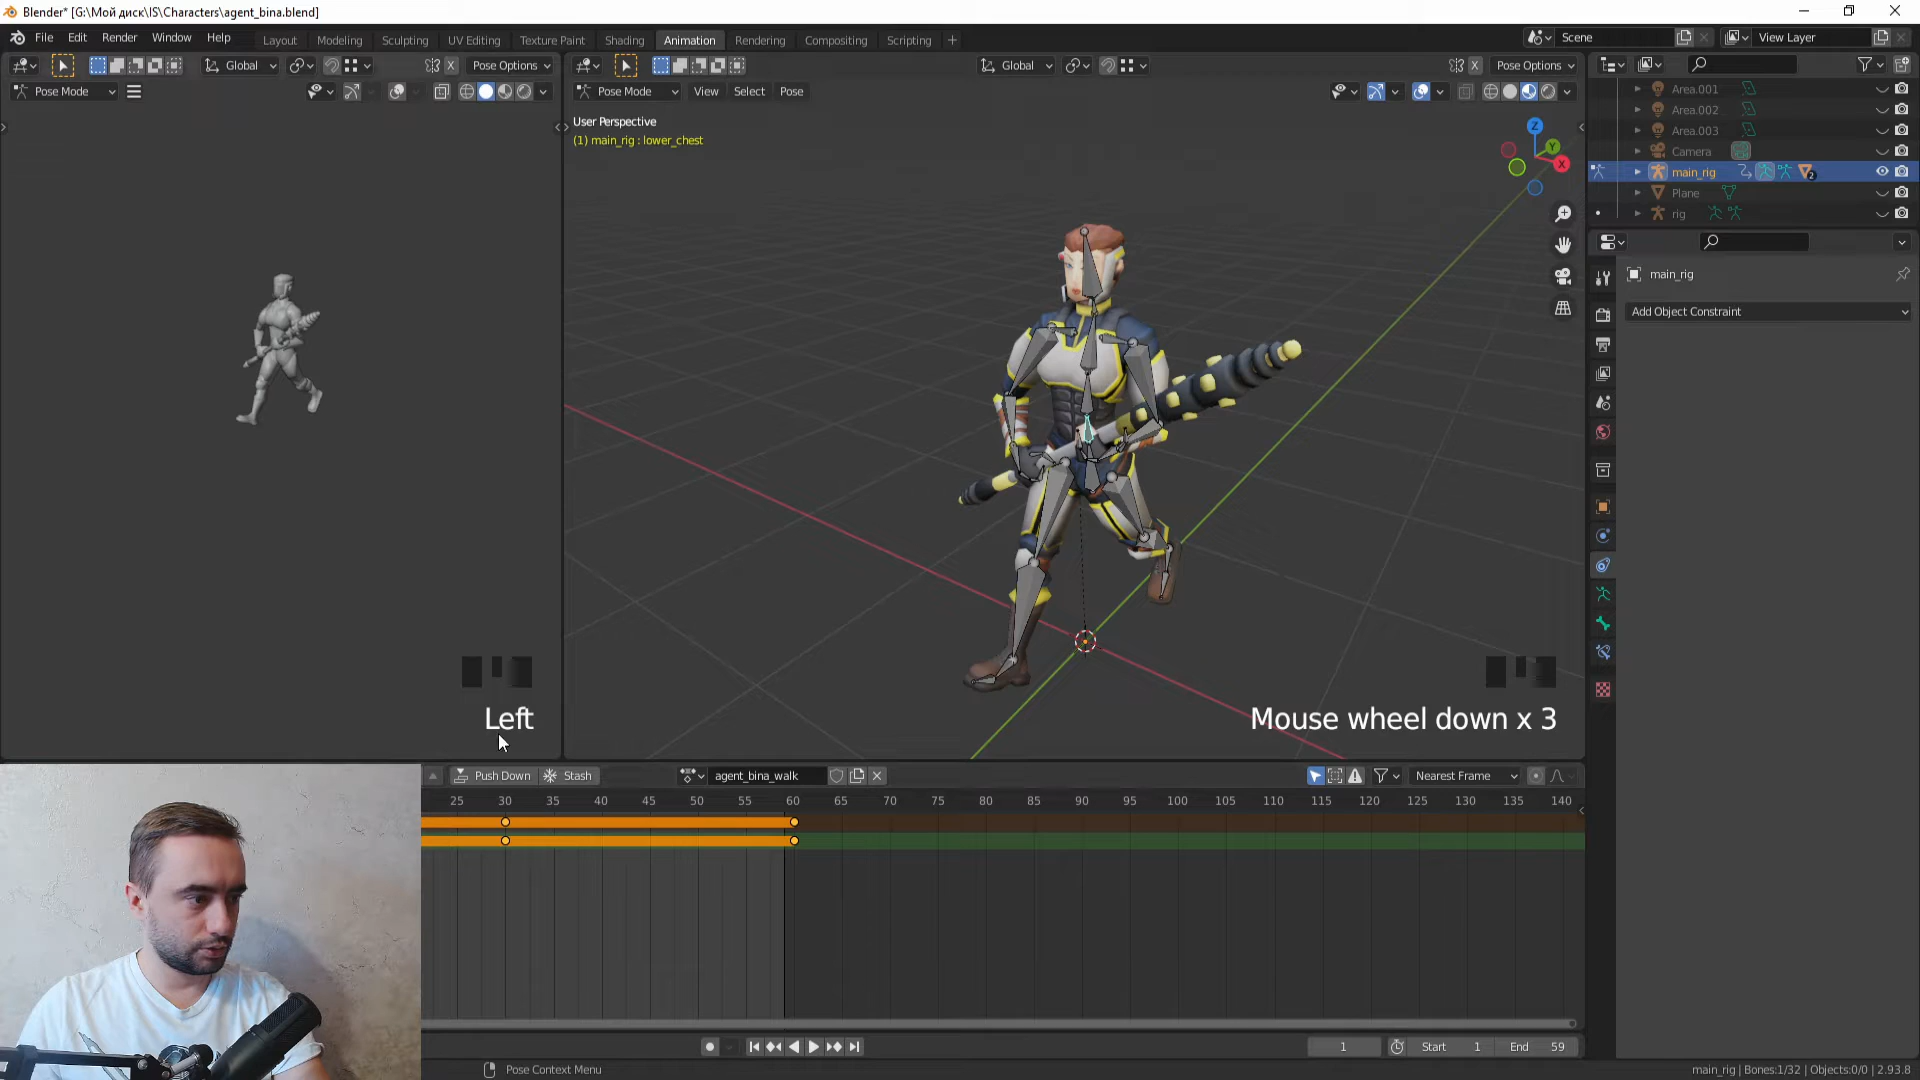 Blender* [G:\Мой диск\IS\Characters\agent_bina.blend]
File Edit Render Window Help
Layout Modeling Sculpting UV Editing Texture Paint Shading Animation Rendering Compositing Scripting +
Scene
View Layer
Global
X
Pose Options
Global
X
Pose Options
Pose Mode
Pose Mode
View Select Pose
User Perspective
(1) main_rig : lower_chest
Z
Y
X
Area.001
Area.002
Area.003
Camera
main_rig
2
Plane
rig
main_rig
Add Object Constraint
Left
Mouse wheel down x 3
Push Down
Stash
agent_bina_walk
Nearest Frame
25 30 35 40 45 50 55 60 65 70 75 80 85 90 95 100 105 110 115 120 125 130 135 140
1
Start 1
End 59
Pose Context Menu
main_rig | Bones:1/32 | Objects:0/0 | 2.93.8